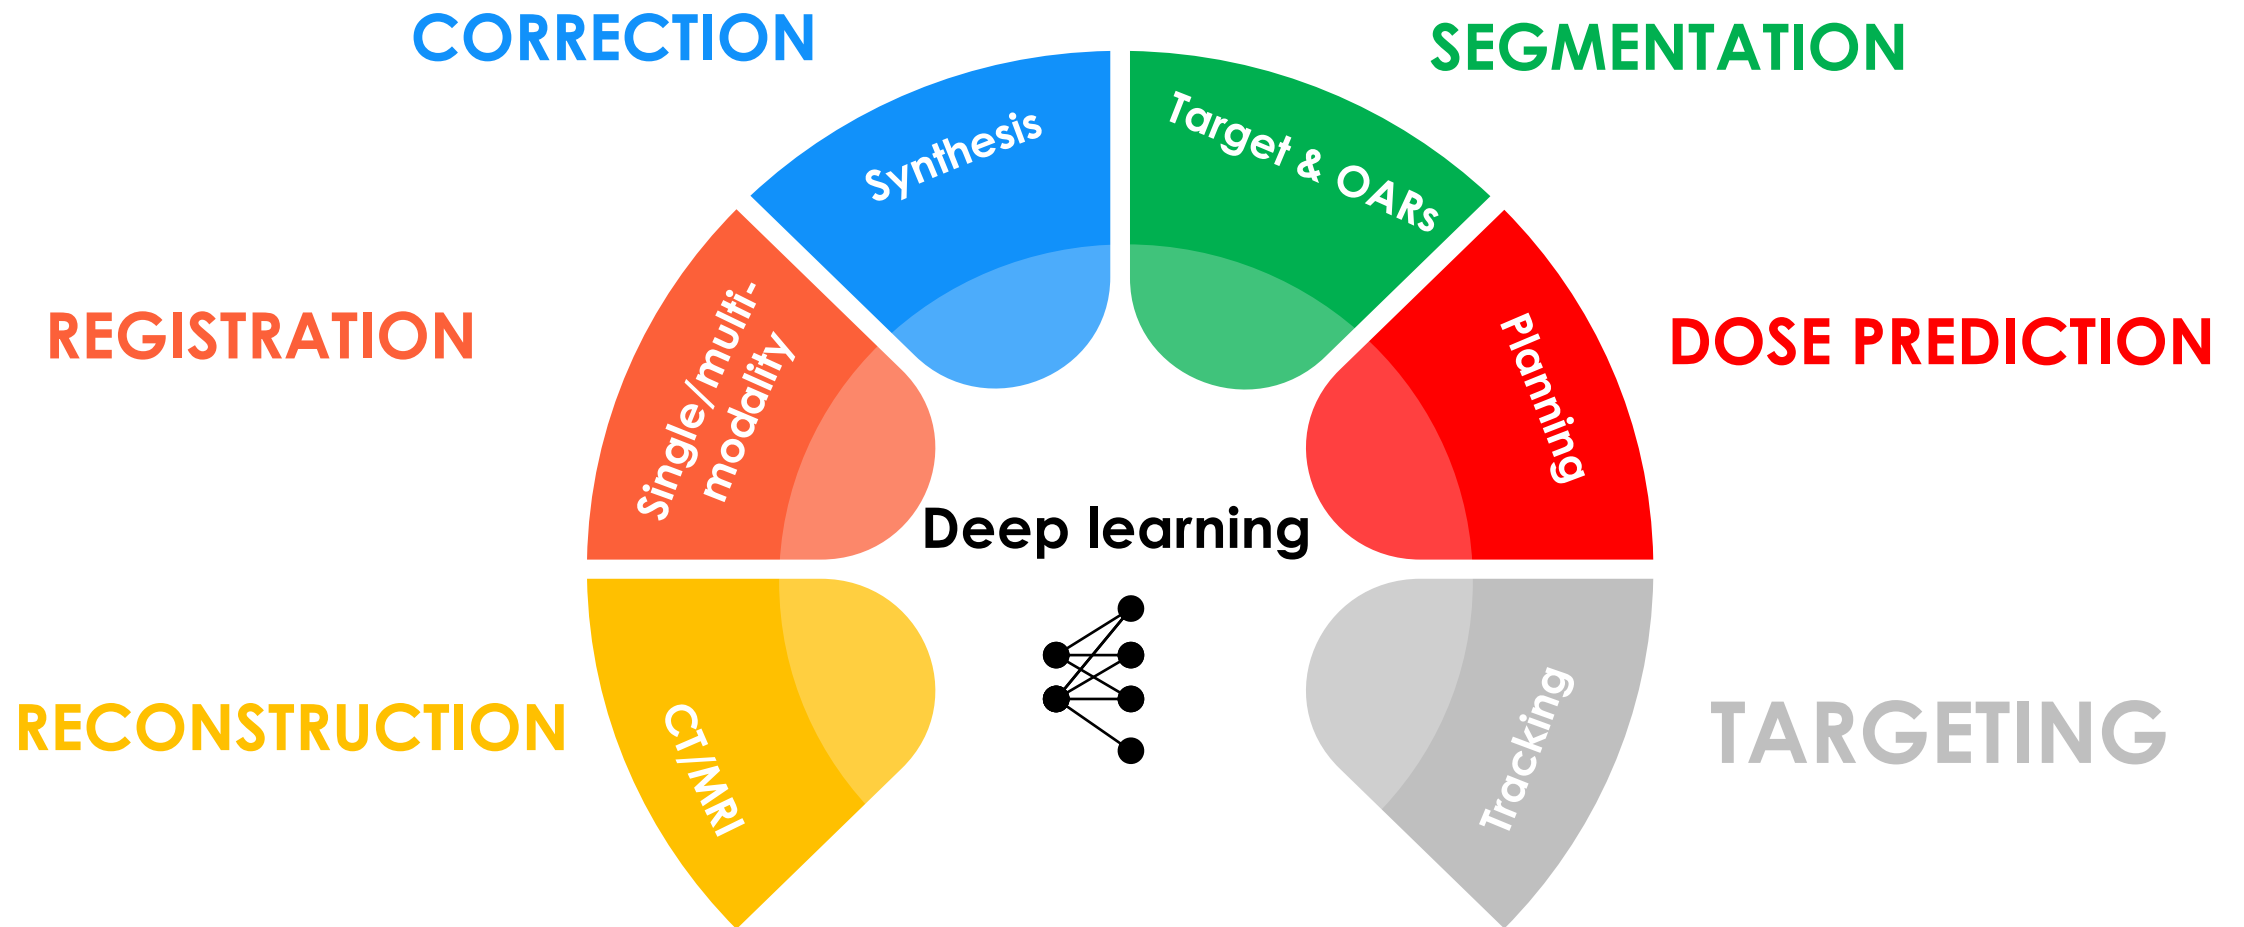 CORRECTION
SEGMENTATION
Synthesis
Target & OARs
REGISTRATION
Single/multi-
modality
Planning
DOSE PREDICTION
Deep learning
RECONSTRUCTION
CT/MRI
Tracking
TARGETING